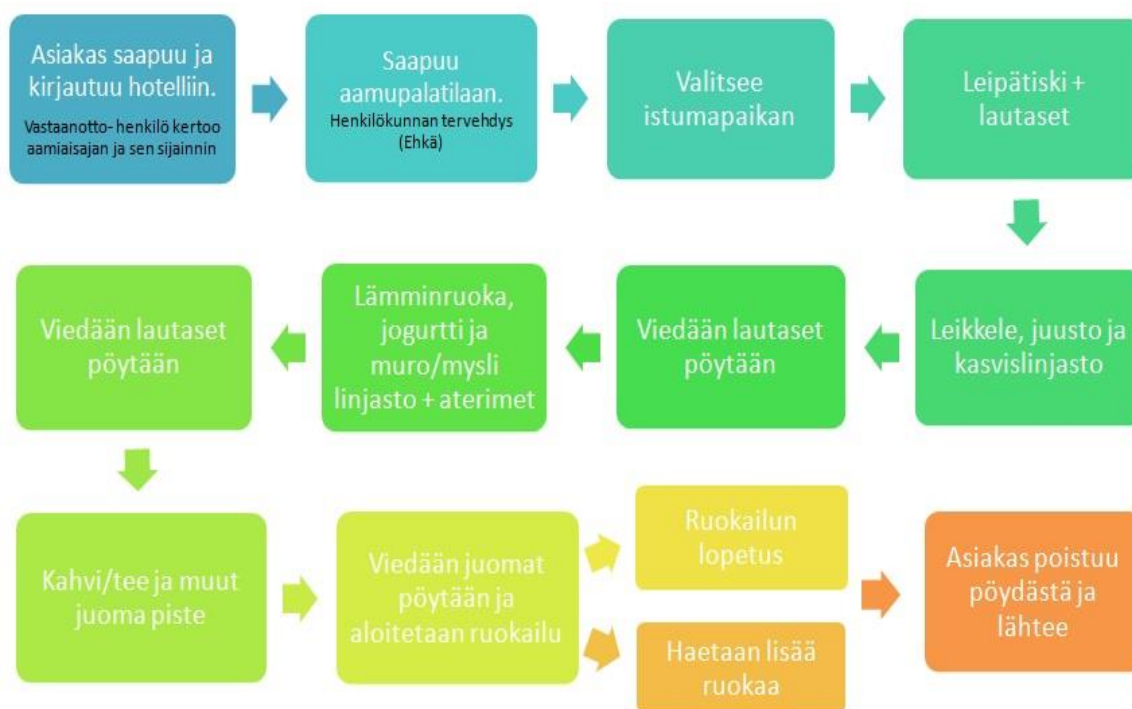 Asiakas saapuu ja
kirjautuu hotelliin.
Vastaanotto- henkilö kertoo
aamiaisajan ja sen sijainnin
Saapuu
aamupalatilaan.
Henkilökunnan tervehdys
(Ehkä)
Valitsee
istumapaikan
Leipätiski +
lautaset
Leikkele, juusto ja
kasvislinjasto
Viedään lautaset
pöytään
Lämminruoka,
jogurtti ja
muro/mysli
linjasto + aterimet
Viedään lautaset
pöytään
Kahvi/tee ja muut
juoma piste
Viedään juomat
pöytään ja
aloitetaan ruokailu
Ruokailun
lopetus
Haetaan lisää
ruokaa
Asiakas poistuu
pöydästä ja
lähtee